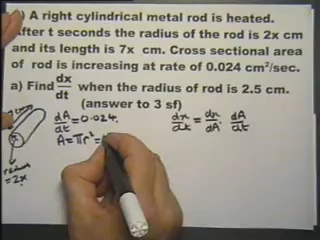 ) A right cylindrical metal rod is heated.
After t seconds the radius of the rod is 2x cm
and its length is 7x cm. Cross sectional area
of rod is increasing at rate of 0.024 cm²/sec.
a) Find dx/dt when the radius of rod is 2.5 cm.
(answer to 3 sf)
dA/dt = 0.024. dx/dt = dx/dA . dA/dt
A = πr² =
radius
= 2x